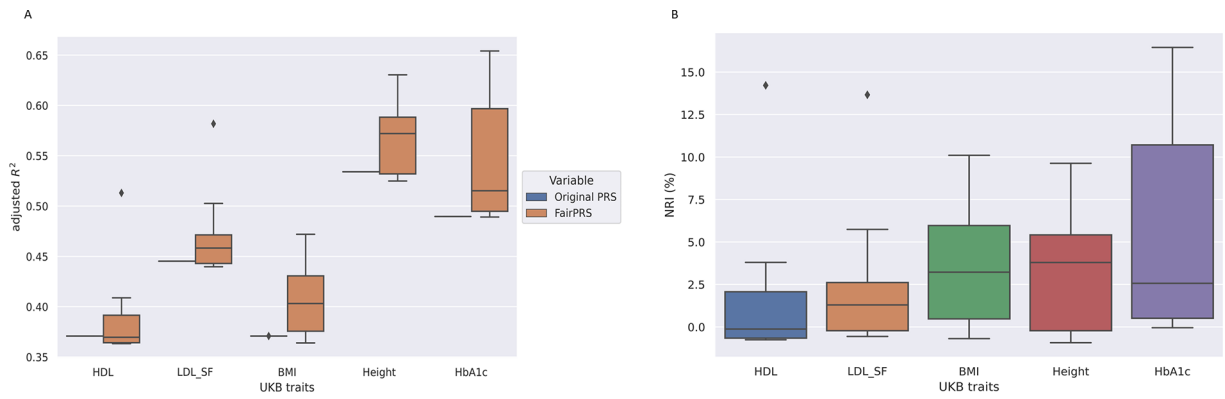 A
adjusted R²
0.65
0.60
0.55
0.50
0.45
0.40
0.35
HDL LDL_SF BMI Height HbA1c
UKB traits
Variable
Original PRS
FairPRS
B
NRI (%)
15.0
12.5
10.0
7.5
5.0
2.5
0.0
HDL LDL_SF BMI Height HbA1c
UKB traits